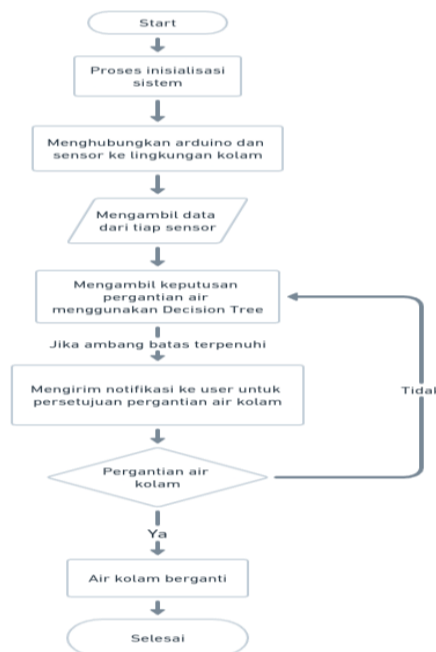 Start
Proses inisialisasi
sistem
Menghubungkan arduino dan
sensor ke lingkungan kolam
Mengambil data
dari tiap sensor
Mengambil keputusan
pergantian air
menggunakan Decision Tree
Jika ambang batas terpenuhi
Mengirim notifikasi ke user untuk
persetujuan pergantian air kolam
Tidak
Pergantian air
kolam
Ya
Air kolam berganti
Selesai